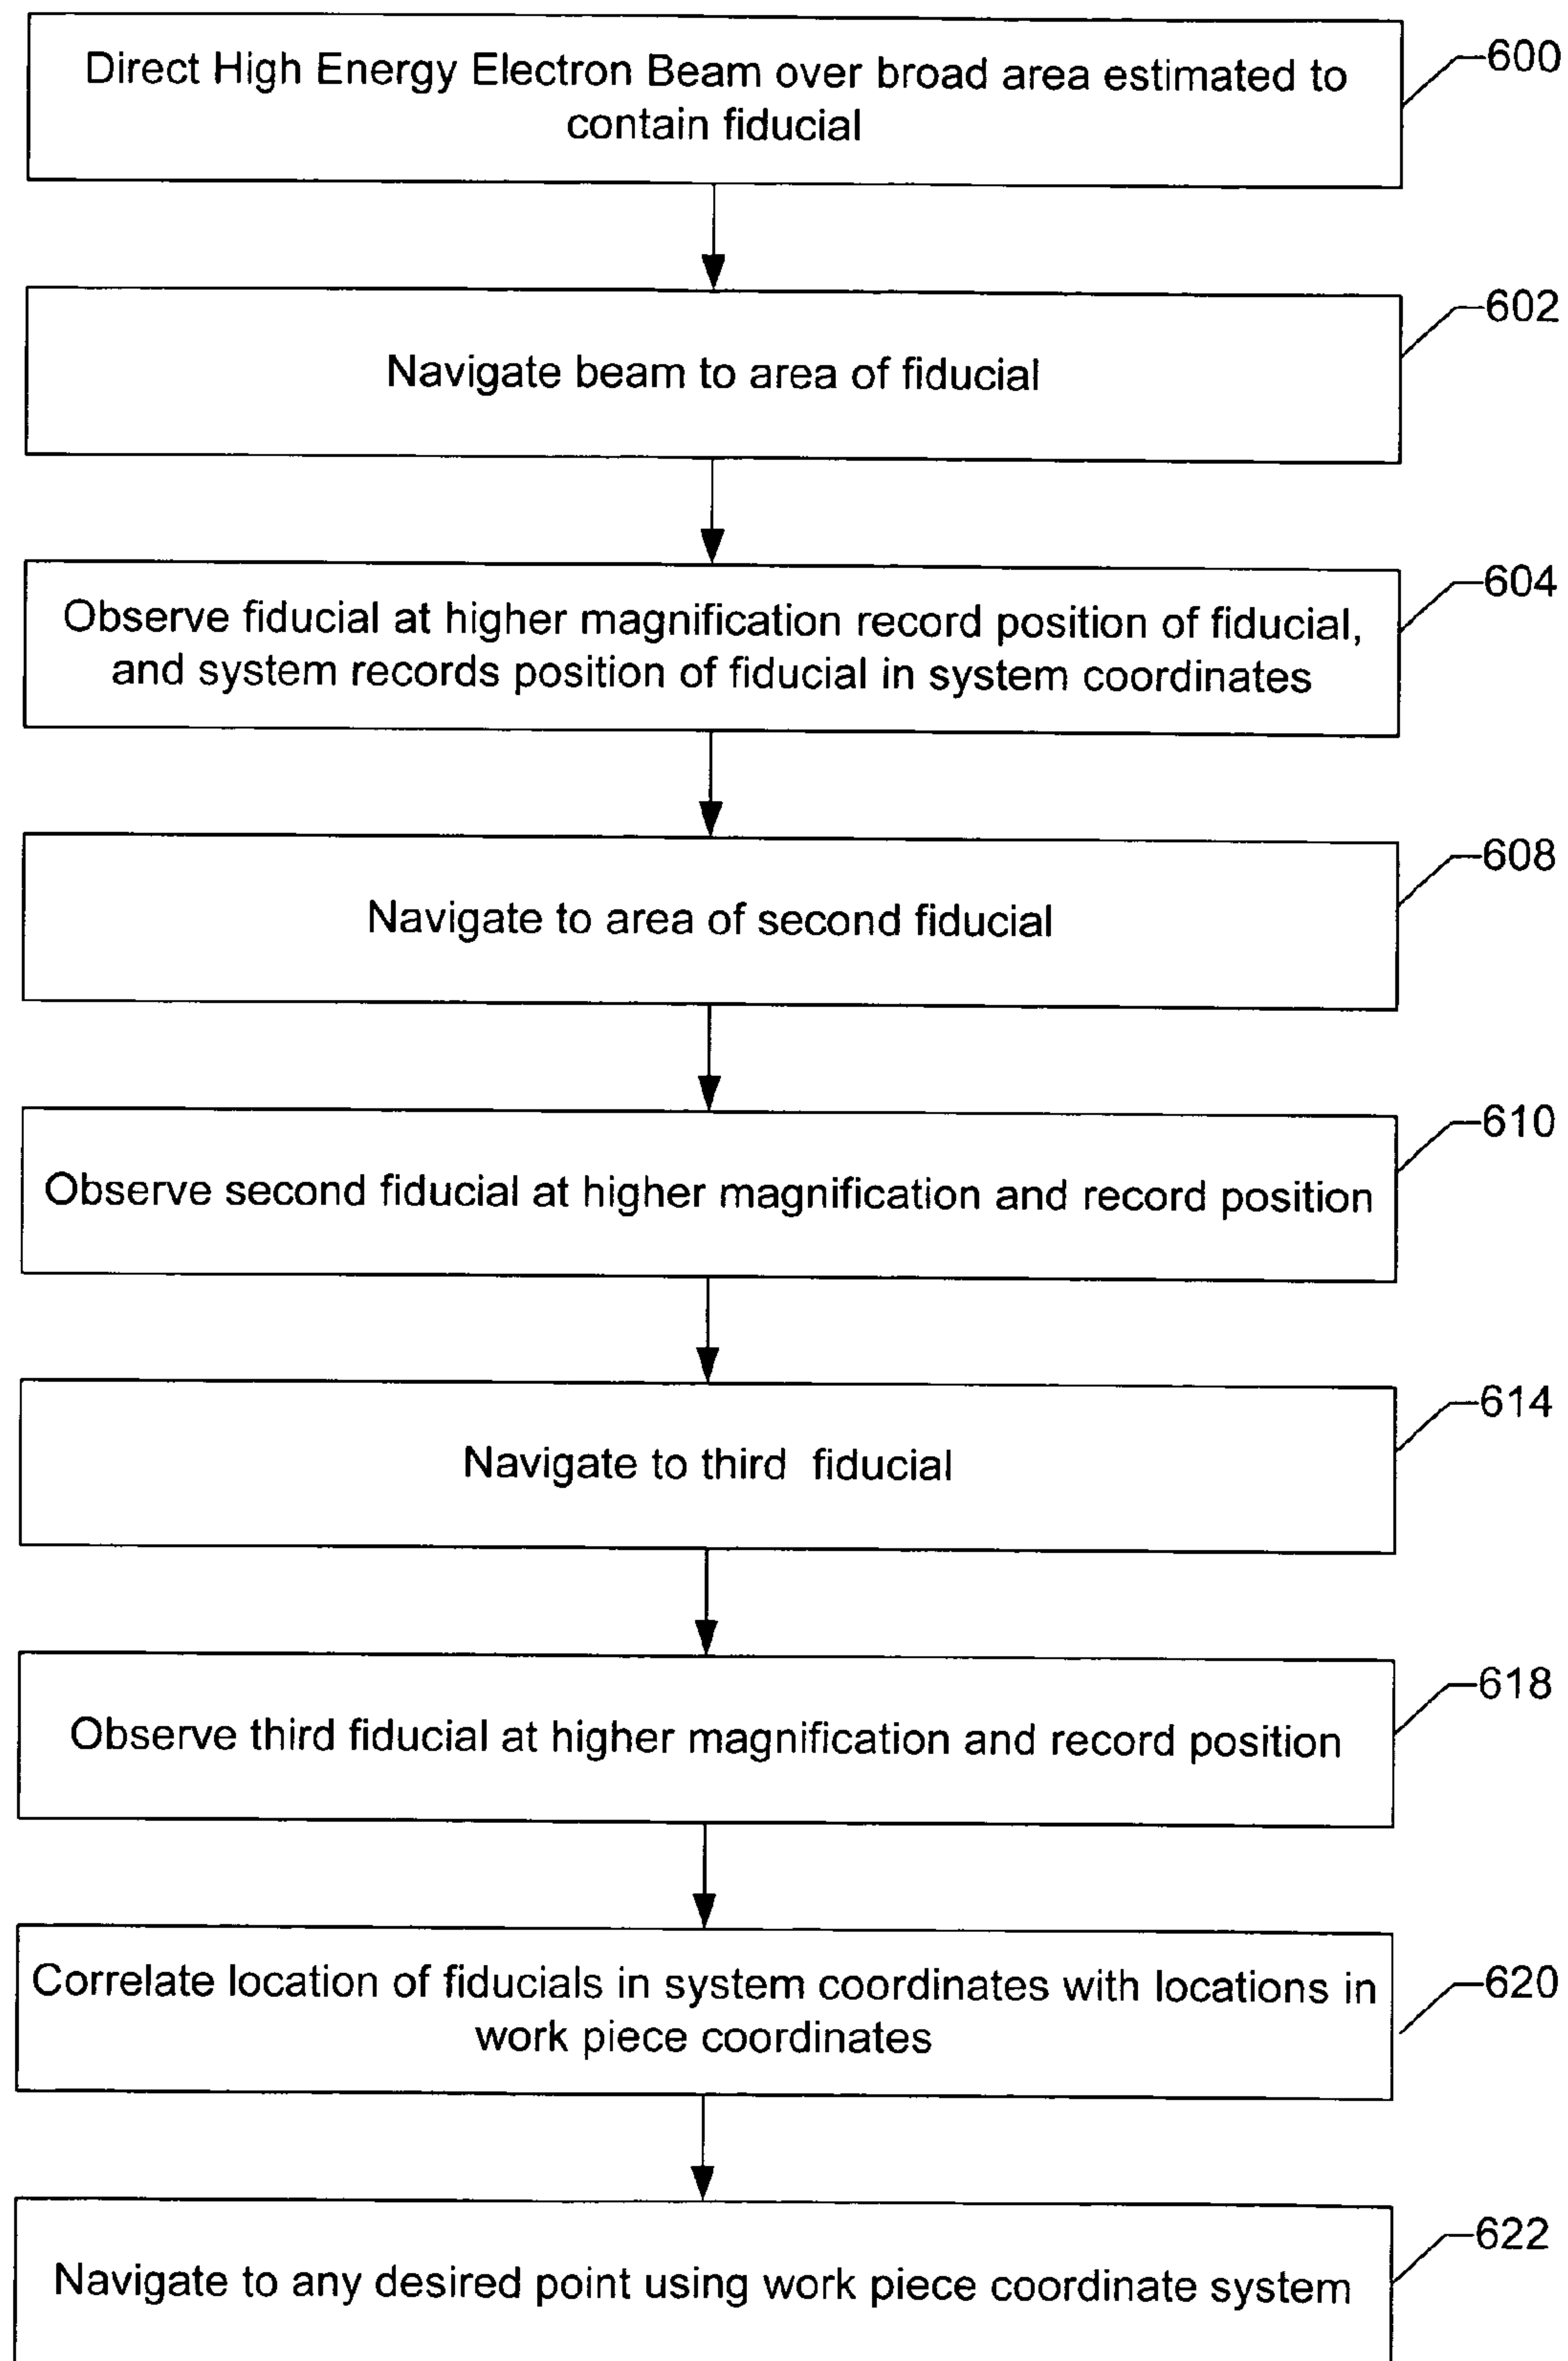 Direct High Energy Electron Beam over broad area estimated to
contain fiducial
600
Navigate beam to area of fiducial
602
Observe fiducial at higher magnification record position of fiducial,
and system records position of fiducial in system coordinates
604
Navigate to area of second fiducial
608
Observe second fiducial at higher magnification and record position
610
Navigate to third fiducial
614
Observe third fiducial at higher magnification and record position
618
Correlate location of fiducials in system coordinates with locations in
work piece coordinates
620
Navigate to any desired point using work piece coordinate system
622